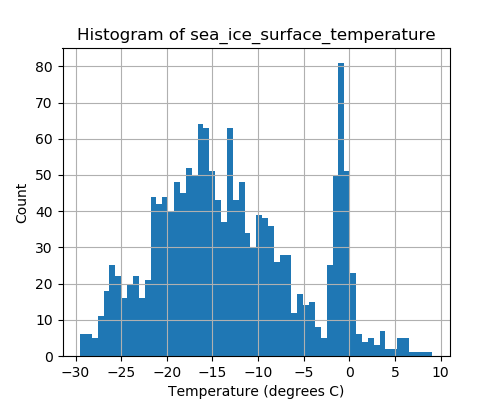 Histogram of sea_ice_surface_temperature
80
70
60
50
40
30
20
10
0
Count
−30 −25 −20 −15 −10 −5 0 5 10
Temperature (degrees C)